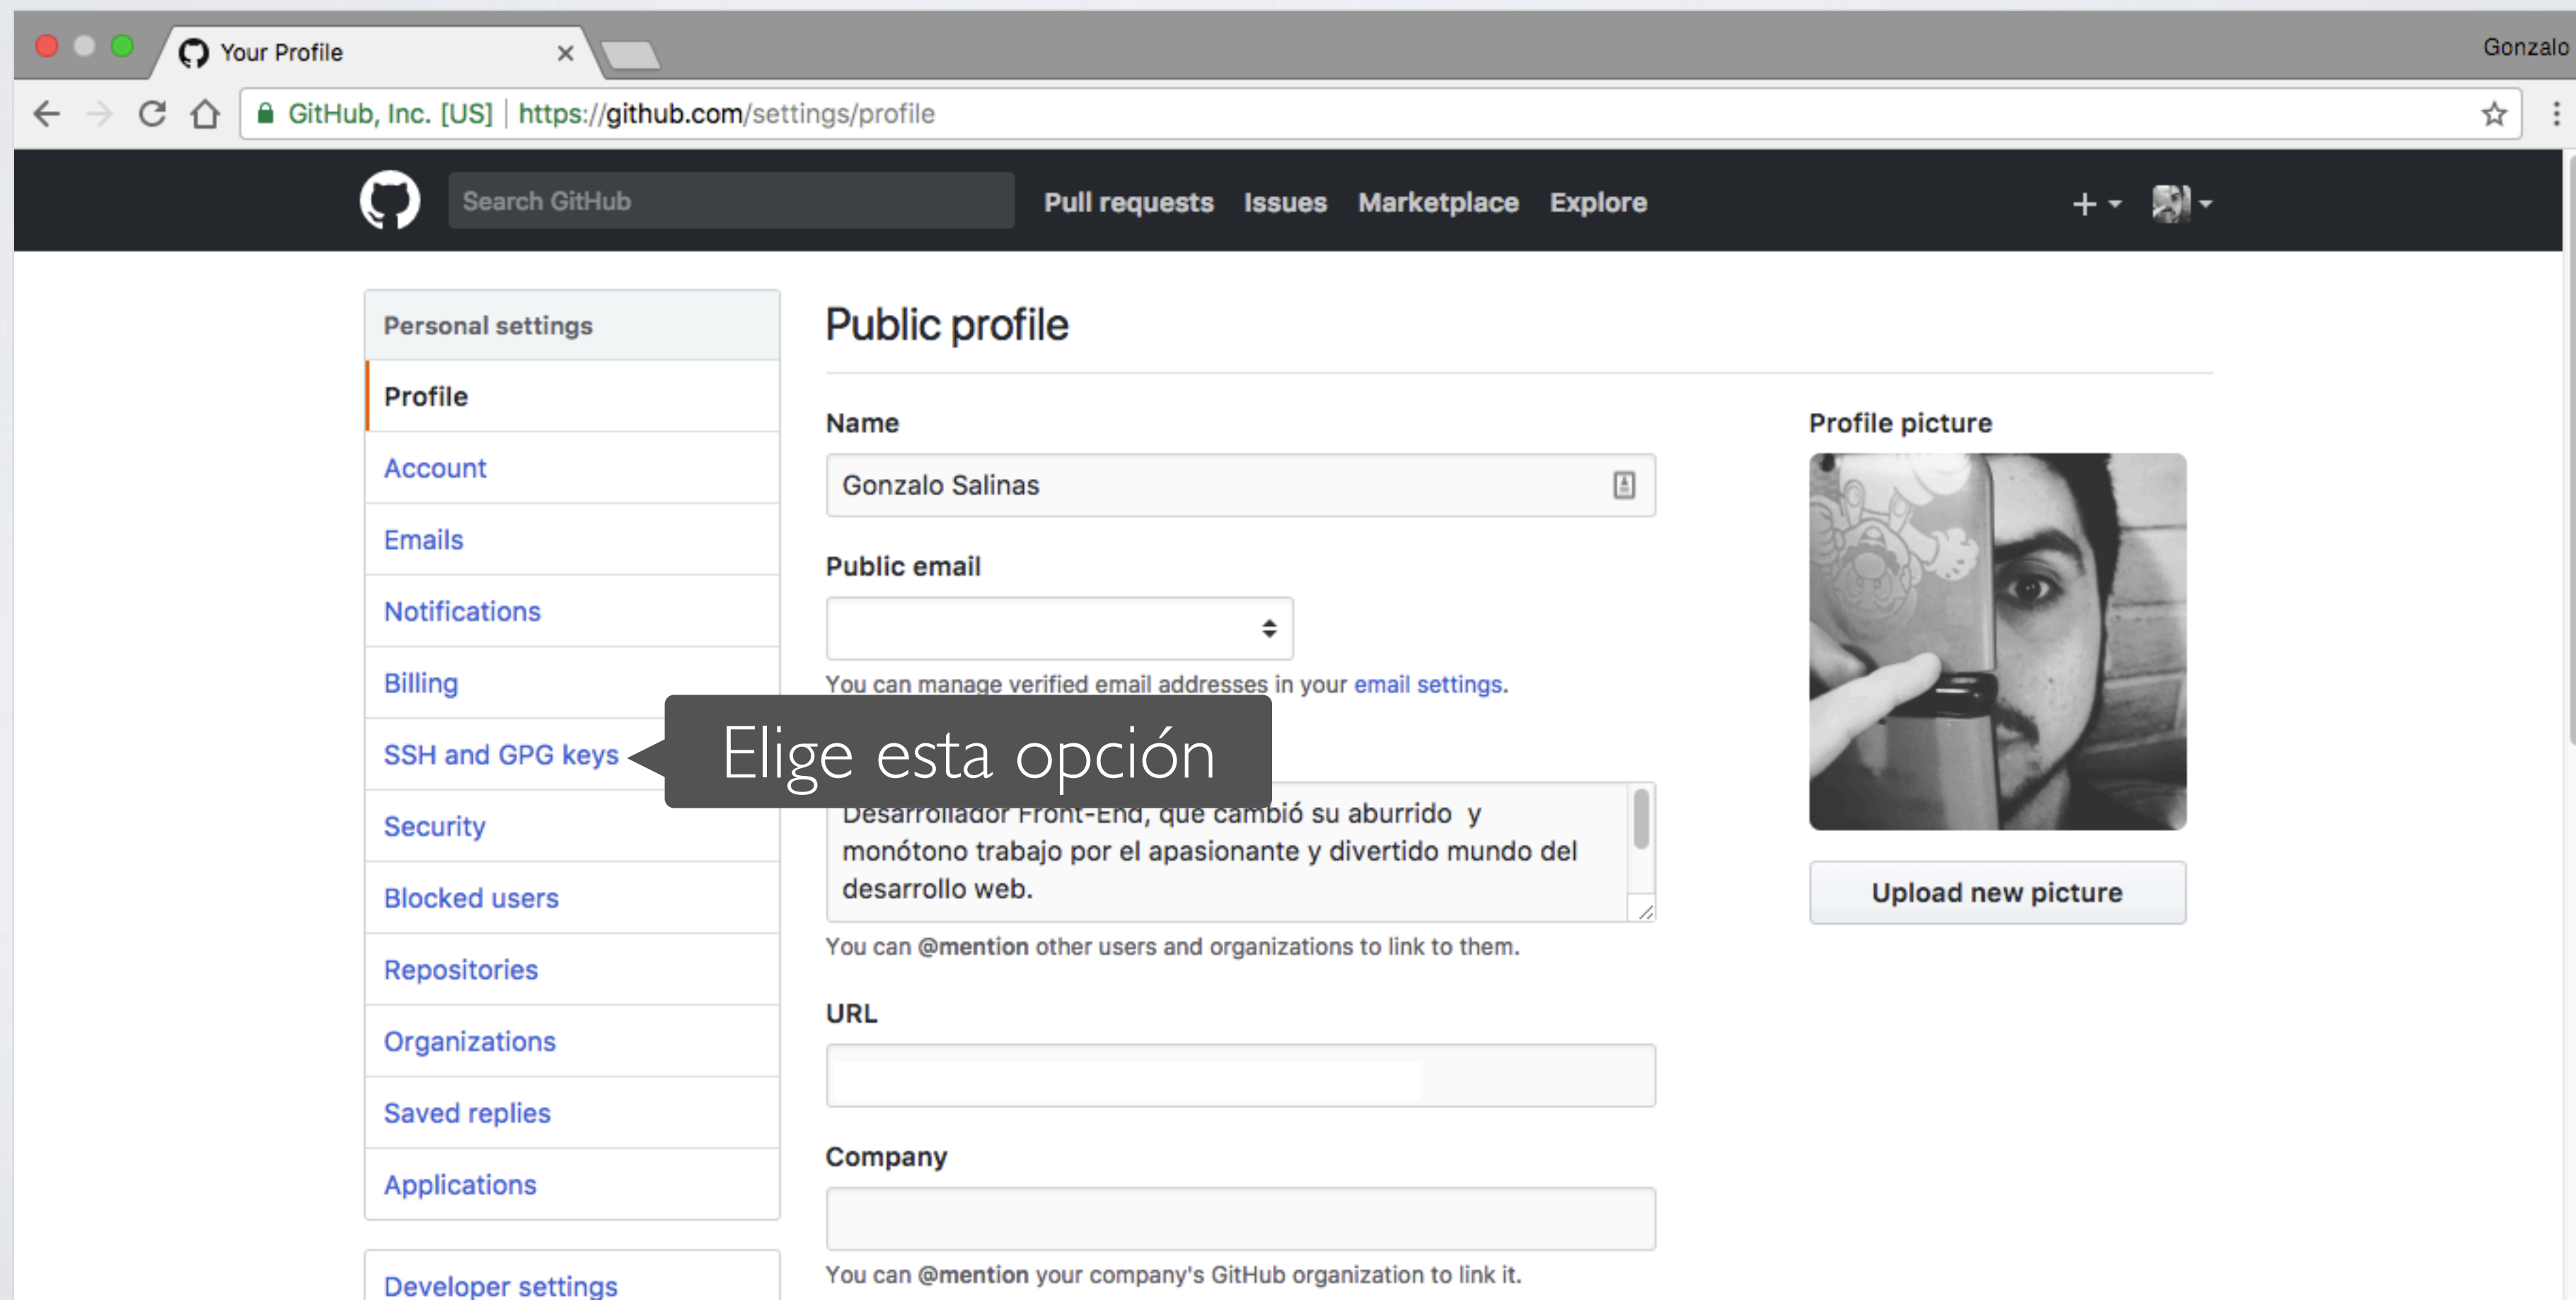 Your Profile
Gonzalo
GitHub, Inc. [US] | https://github.com/settings/profile
Search GitHub
Pull requests Issues Marketplace Explore
Personal settings
Profile
Account
Emails
Notifications
Billing
SSH and GPG keys
Elige esta opción
Security
Blocked users
Repositories
Organizations
Saved replies
Applications
Developer settings
Public profile
Name
Gonzalo Salinas
Public email
You can manage verified email addresses in your email settings.
Desarrollador Front-End, que cambió su aburrido y
monótono trabajo por el apasionante y divertido mundo del
desarrollo web.
You can @mention other users and organizations to link to them.
URL
Company
You can @mention your company's GitHub organization to link it.
Profile picture
Upload new picture